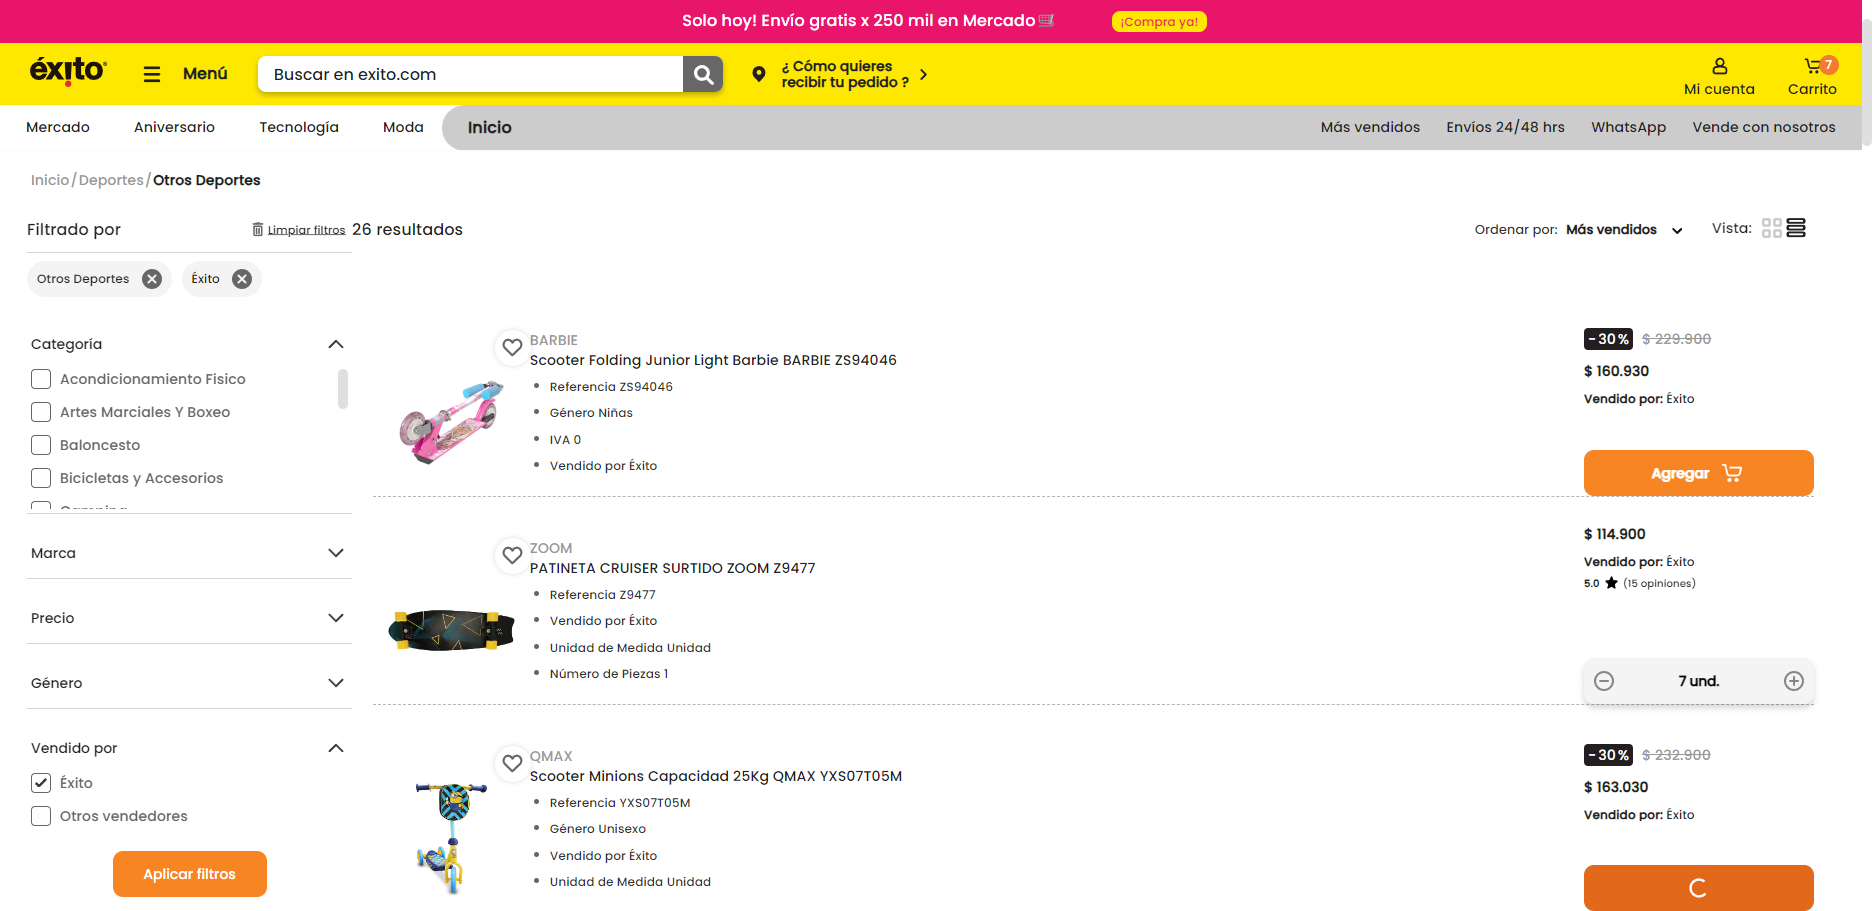 Solo hoy! Envío gratis x 250 mil en Mercado
¡Compra ya!
éxito
Menú
Buscar en exito.com
¿ Cómo quieres
recibir tu pedido ?
Mi cuenta
7
Carrito
Mercado
Aniversario
Tecnología
Moda
Inicio
Más vendidos
Envíos 24/48 hrs
WhatsApp
Vende con nosotros
Inicio/Deportes/Otros Deportes
Filtrado por
Limpiar filtros
26 resultados
Ordenar por: Más vendidos
Vista:
Otros Deportes
Éxito
Categoría
Acondicionamiento Fisico
Artes Marciales Y Boxeo
Baloncesto
Bicicletas y Accesorios
Marca
Precio
Género
Vendido por
Éxito
Otros vendedores
Aplicar filtros
BARBIE
Scooter Folding Junior Light Barbie BARBIE ZS94046
Referencia ZS94046
Género Niñas
IVA 0
Vendido por Éxito
-30% $ 229.900
$ 160.930
Vendido por: Éxito
Agregar
ZOOM
PATINETA CRUISER SURTIDO ZOOM Z9477
Referencia Z9477
Vendido por Éxito
Unidad de Medida Unidad
Número de Piezas 1
$ 114.900
Vendido por: Éxito
5.0 (15 opiniones)
7 und.
QMAX
Scooter Minions Capacidad 25Kg QMAX YXS07T05M
Referencia YXS07T05M
Género Unisexo
Vendido por Éxito
Unidad de Medida Unidad
-30% $ 232.900
$ 163.030
Vendido por: Éxito